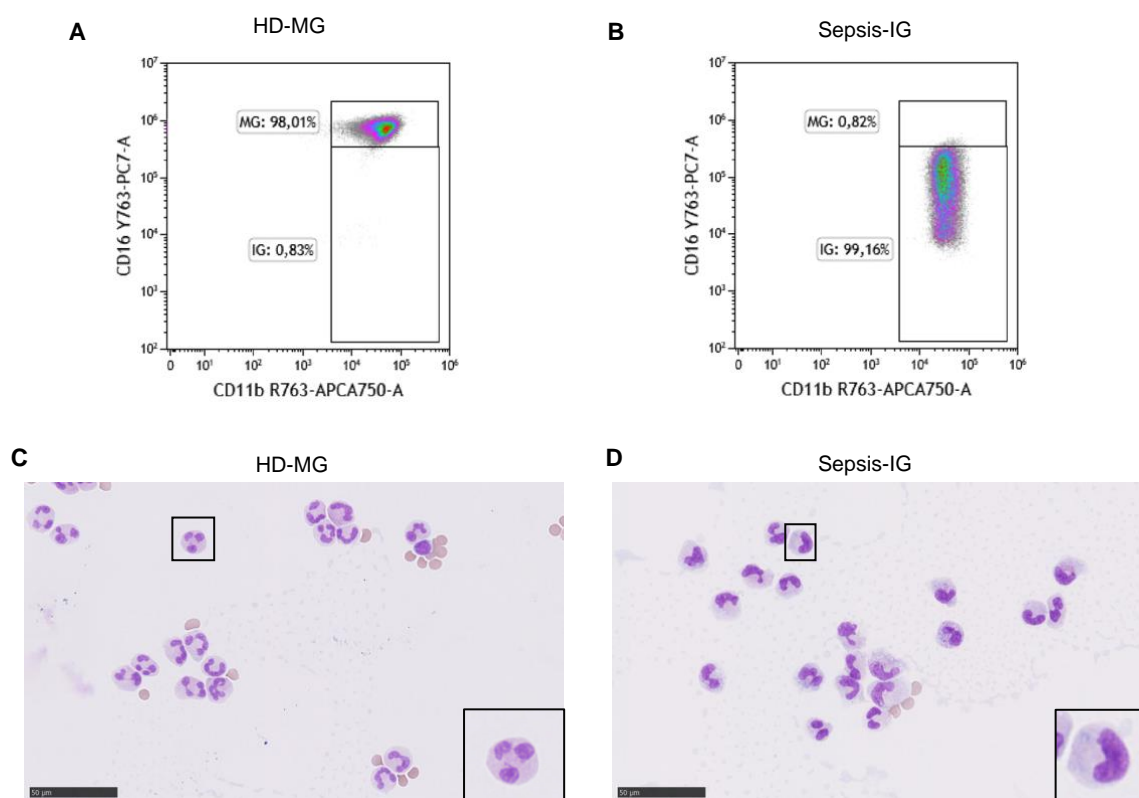 A
HD-MG
10⁷
10⁶
10⁵
10⁴
10³
10²
MG: 98,01%
IG: 0,83%
CD16 Y763-PC7-A
0
10¹
10²
10³
10⁴
10⁵
10⁶
CD11b R763-APCA750-A
B
Sepsis-IG
10⁷
10⁶
10⁵
10⁴
10³
10²
MG: 0,82%
IG: 99,16%
CD16 Y763-PC7-A
0
10¹
10²
10³
10⁴
10⁵
10⁶
CD11b R763-APCA750-A
C
HD-MG
50 µm
D
Sepsis-IG
50 µm